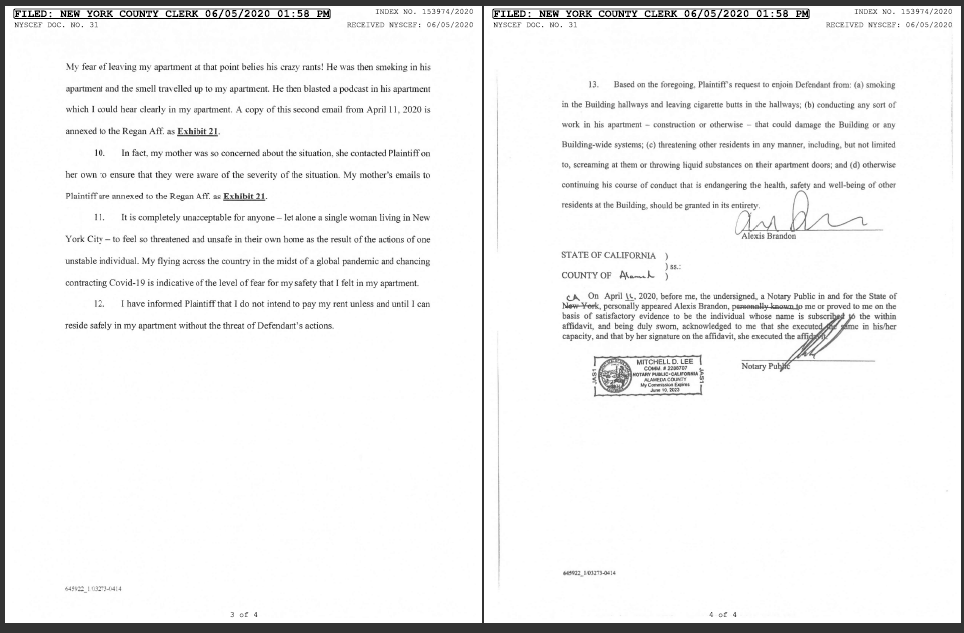 FILED: NEW YORK COUNTY CLERK 06/05/2020 01:58 PM
INDEX NO. 153974/2020
NYSCEF DOC. NO. 31
RECEIVED NYSCEF: 06/05/2020
My fear of leaving my apartment at that point belies his crazy rants! He was then smoking in his
apartment and the smell travelled up to my apartment. He then blasted a podcast in his apartment
which I could hear clearly in my apartment. A copy of this second email from April 11, 2020 is
annexed to the Regan Aff. as Exhibit 21.
10. In fact, my mother was so concerned about the situation, she contacted Plaintiff on
her own to ensure that they were aware of the severity of the situation. My mother's emails to
Plaintiff are annexed to the Regan Aff. as Exhibit 21.
11. It is completely unacceptable for anyone – let alone a single woman living in New
York City – to feel so threatened and unsafe in their own home as the result of the actions of one
unstable individual. My flying across the country in the midst of a global pandemic and chancing
contracting Covid-19 is indicative of the level of fear for my safety that I felt in my apartment.
12. I have informed Plaintiff that I do not intend to pay my rent unless and until I can
reside safely in my apartment without the threat of Defendant's actions.
645922_1/03273-0414
3 of 4
FILED: NEW YORK COUNTY CLERK 06/05/2020 01:58 PM
INDEX NO. 153974/2020
NYSCEF DOC. NO. 31
RECEIVED NYSCEF: 06/05/2020
13. Based on the foregoing, Plaintiff's request to enjoin Defendant from: (a) smoking
in the Building hallways and leaving cigarette butts in the hallways; (b) conducting any sort of
work in his apartment – construction or otherwise – that could damage the Building or any
Building-wide systems; (c) threatening other residents in any manner, including, but not limited
to, screaming at them or throwing liquid substances on their apartment doors; and (d) otherwise
continuing his course of conduct that is endangering the health, safety and well-being of other
residents at the Building, should be granted in its entirety.
Alexis Brandon
STATE OF CALIFORNIA )
) ss.:
COUNTY OF )
CA On April , 2020, before me, the undersigned, a Notary Public in and for the State of
New York, personally appeared Alexis Brandon, personally known to me or proved to me on the
basis of satisfactory evidence to be the individual whose name is subscribed to the within
affidavit, and being duly sworn, acknowledged to me that she executed the same in his/her
capacity, and that by her signature on the affidavit, she executed the affidavit.
Notary Public
MITCHELL D. LEE
COMM. # 2286707
NOTARY PUBLIC•CALIFORNIA
ALAMEDA COUNTY
My Commission Expires
June 10, 2023
JAS1
JAS1
645922_1/03273-0414
4 of 4